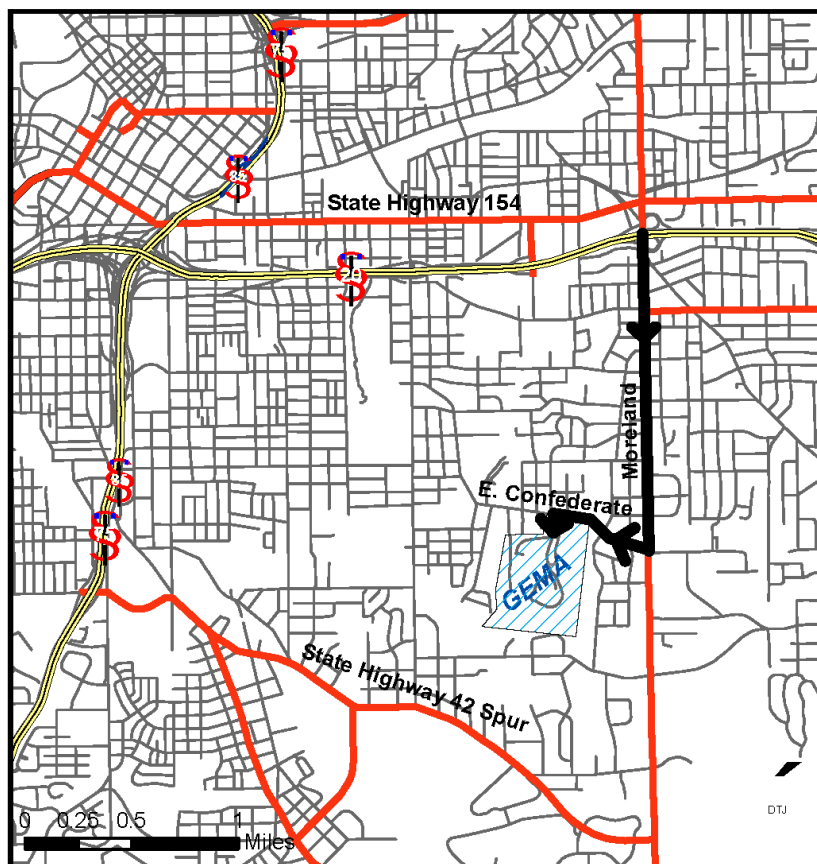 75
State Highway 154
20
Moreland
E. Confederate
GEMA
State Highway 42 Spur
0 0.25 0.5 1
Miles
DTJ